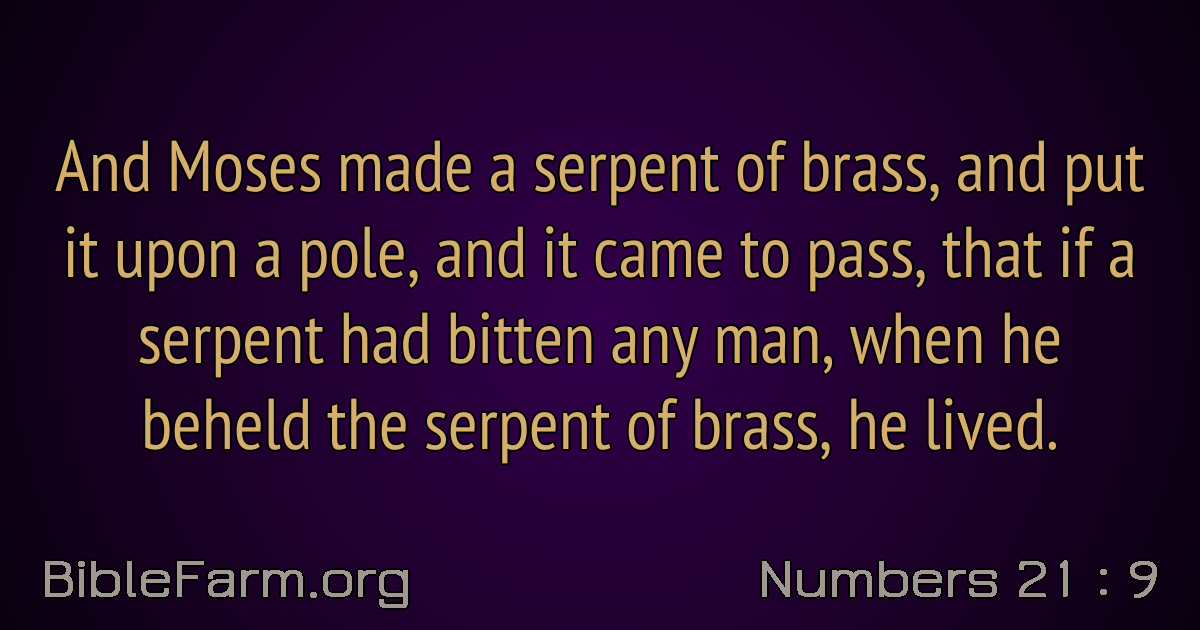 And Moses made a serpent of brass, and put
it upon a pole, and it came to pass, that if a
serpent had bitten any man, when he
beheld the serpent of brass, he lived.
BibleFarm.org
Numbers 21 : 9